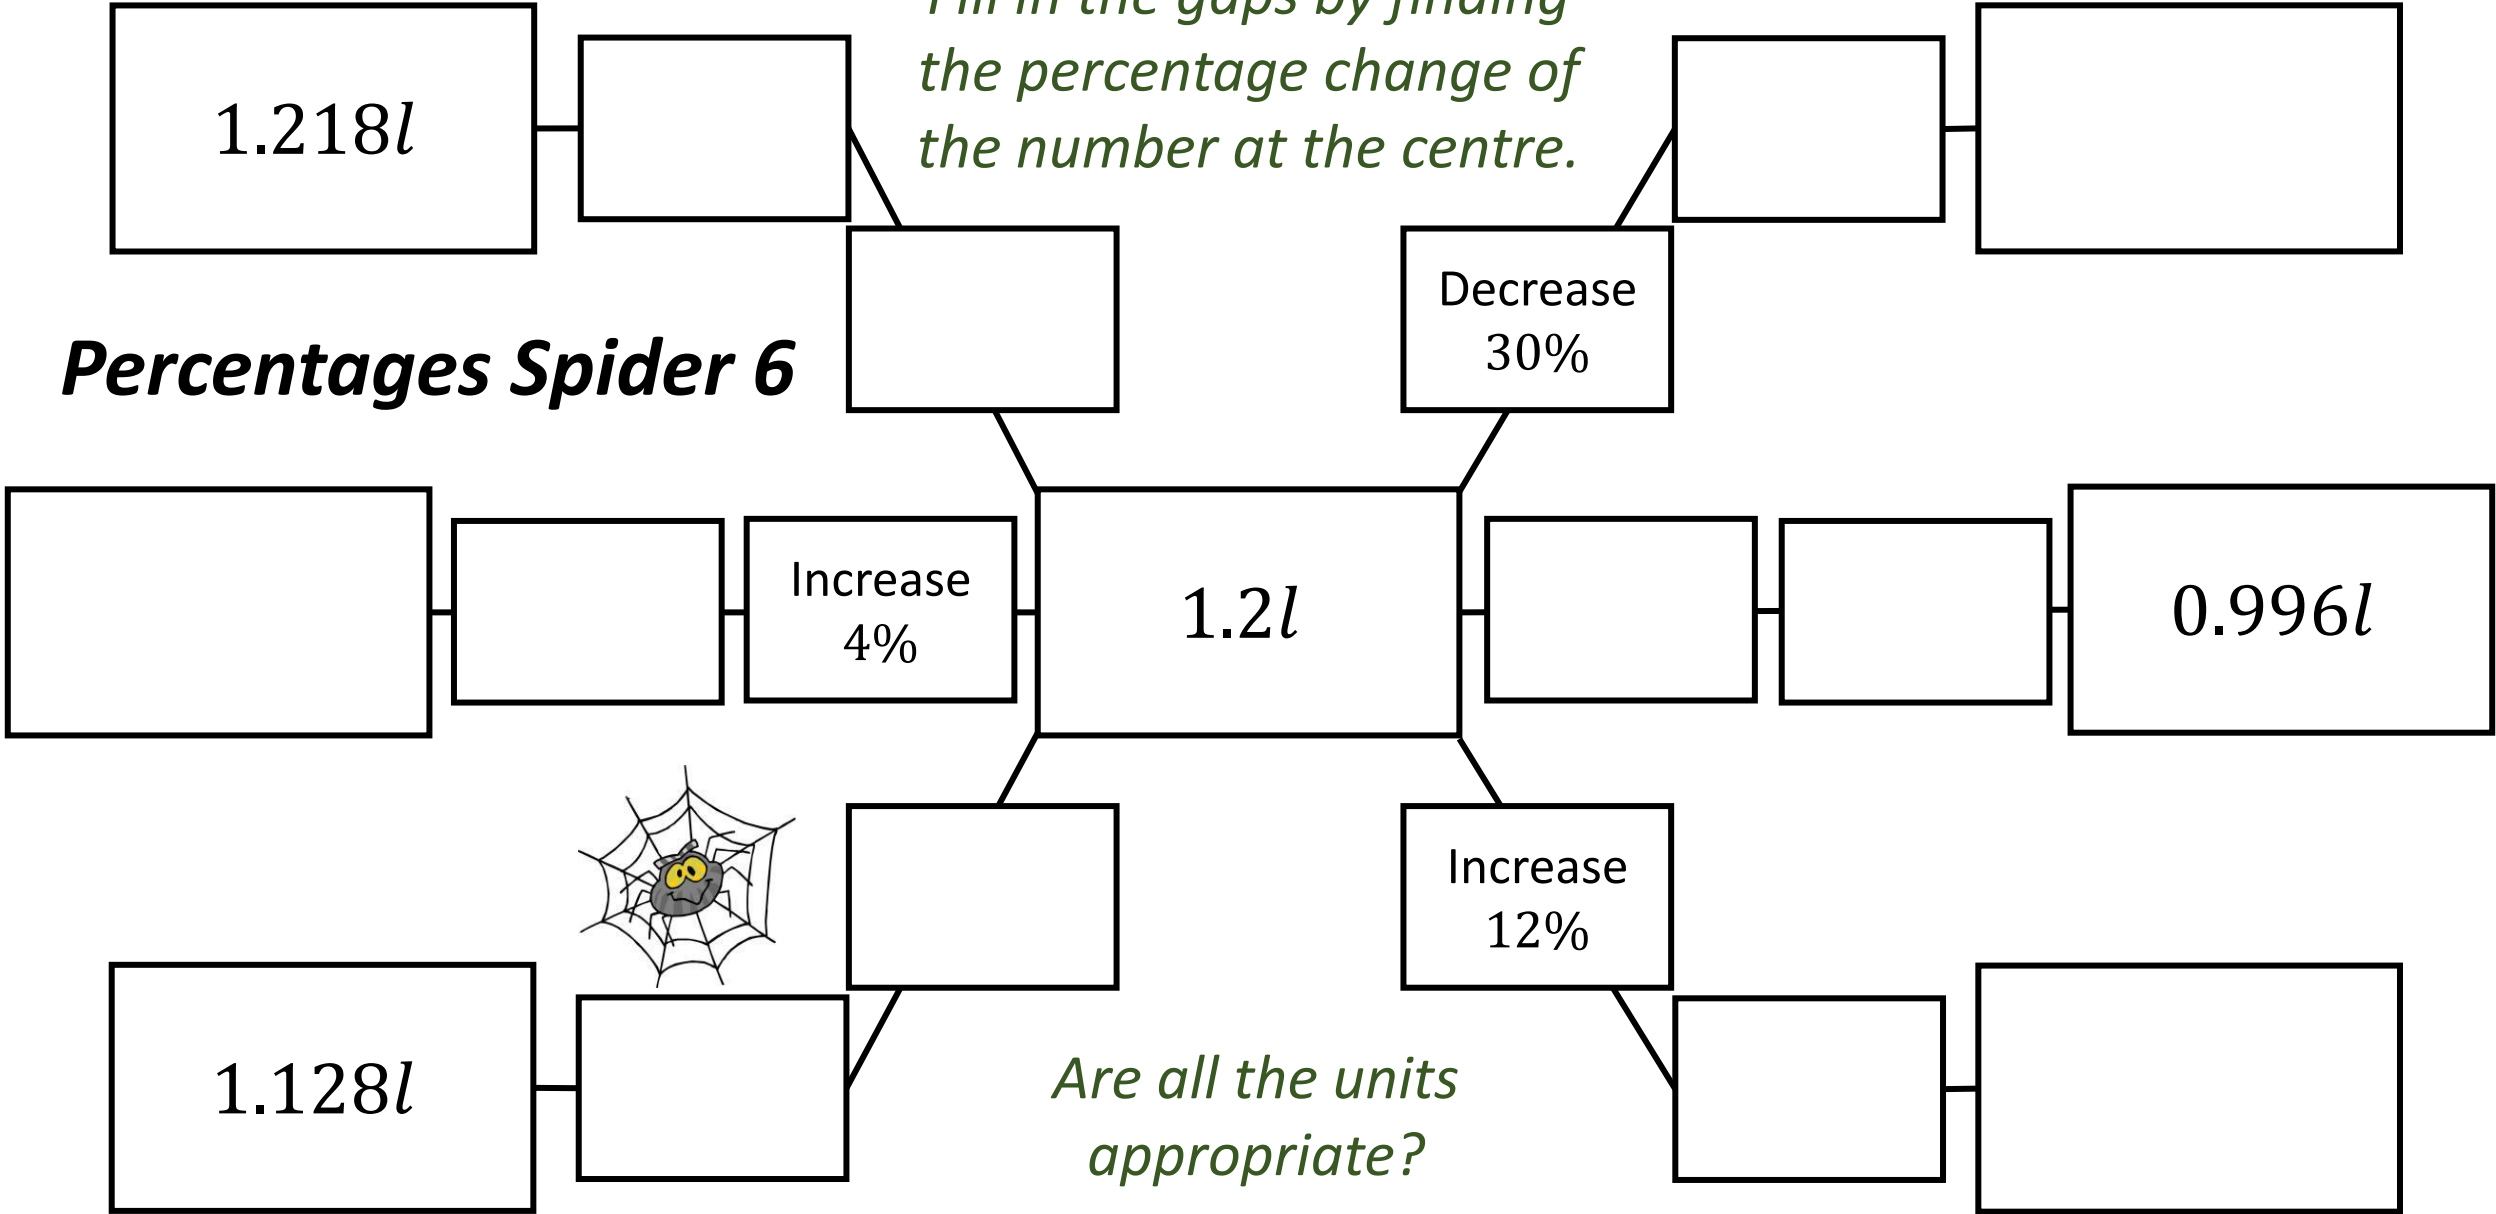 the percentage change of
the number at the centre.
1.218l
Decrease
30%
Percentages Spider 6
Increase
4%
1.2l
0.996l
Increase
12%
1.128l
Are all the units
appropriate?